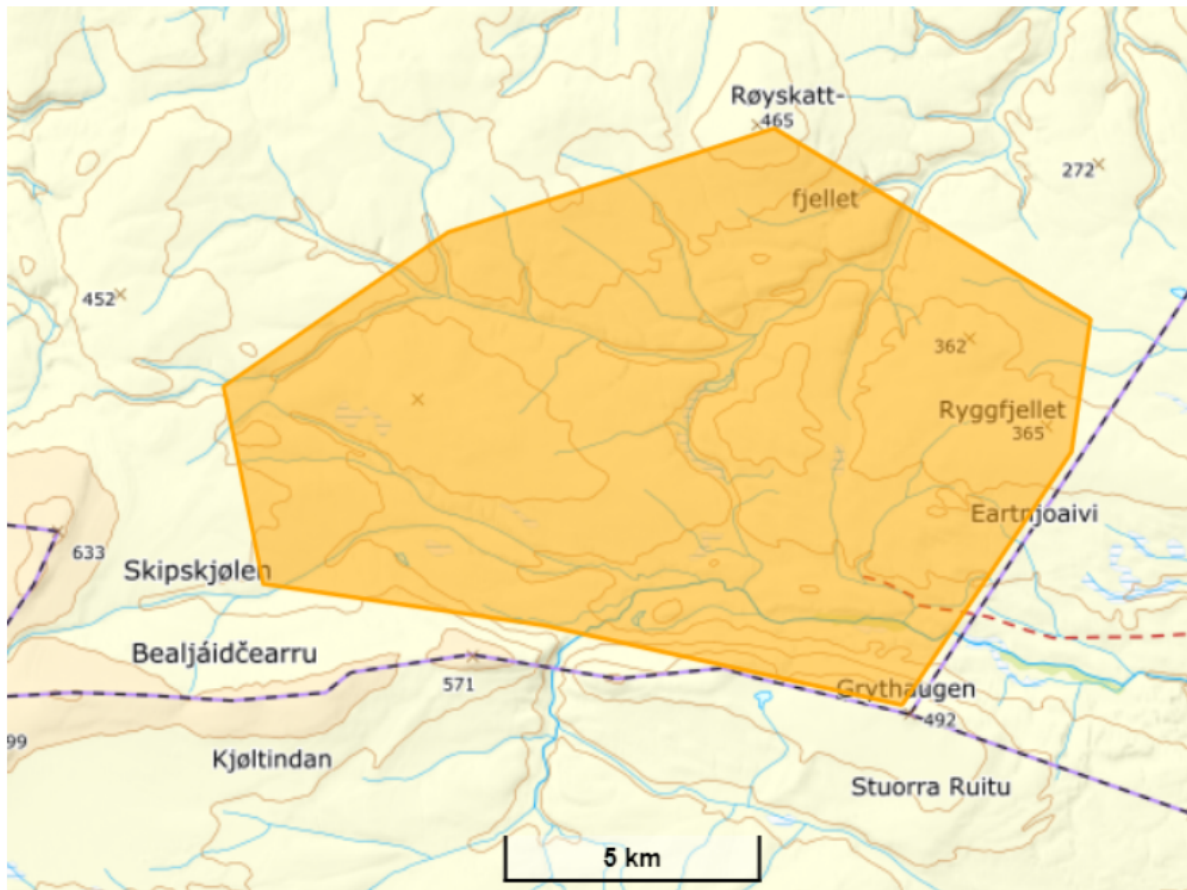 Røyskatt-
465
272
fjellet
452
362
Ryggfjellet
365
Eartnjoaivi
633
Skipskjølen
Bealjáidčearru
571
Grythaugen
492
99
Kjøltindan
Stuorra Ruitu
5 km